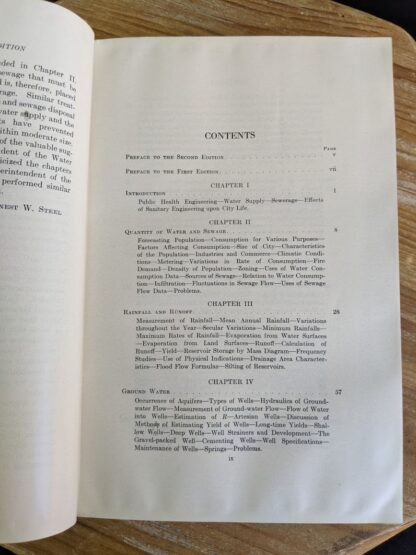 DITION
ded in Chapter II.
sewage that must be
d is, therefore, placed
rage. Similar treat-
and sewage disposal
water supply and the
ts have prevented
within moderate size.
of the valuable sug-
dent of the Water
icized the chapters
perintendent of the
performed similar
NEST W. STEEL
CONTENTS
PAGE
PREFACE TO THE SECOND EDITION v
PREFACE TO THE FIRST EDITION vii
CHAPTER I
INTRODUCTION 1
Public Health Engineering—Water Supply—Sewerage—Effects
of Sanitary Engineering upon City Life.
CHAPTER II
QUANTITY OF WATER AND SEWAGE 8
Forecasting Population—Consumption for Various Purposes—
Factors Affecting Consumption—Size of City—Characteristics
of the Population—Industries and Commerce—Climatic Condi-
tions—Metering—Variations in Rate of Consumption—Fire
Demand—Density of Population—Zoning—Uses of Water Con-
sumption Data—Sources of Sewage—Relation to Water Consump-
tion—Infiltration—Fluctuations in Sewage Flow—Uses of Sewage
Flow Data—Problems.
CHAPTER III
RAINFALL AND RUNOFF 28
Measurement of Rainfall—Mean Annual Rainfall—Variations
throughout the Year—Secular Variations—Minimum Rainfalls—
Maximum Rates of Rainfall—Evaporation from Water Surfaces
—Evaporation from Land Surfaces—Runoff—Calculation of
Runoff—Yield—Reservoir Storage by Mass Diagram—Frequency
Studies—Use of Physical Indications—Drainage Area Character-
istics—Flood Flow Formulas—Silting of Reservoirs.
CHAPTER IV
GROUND WATER 57
Occurrence of Aquifers—Types of Wells—Hydraulics of Ground-
water Flow—Measurement of Ground-water Flow—Flow of Water
into Wells—Estimation of R—Artesian Wells—Discussion of
Methods of Estimating Yield of Wells—Long-time Yields—Shal-
low Wells—Deep Wells—Well Strainers and Development—The
Gravel-packed Well—Cementing Wells—Well Specifications—
Maintenance of Wells—Springs—Problems.
ix